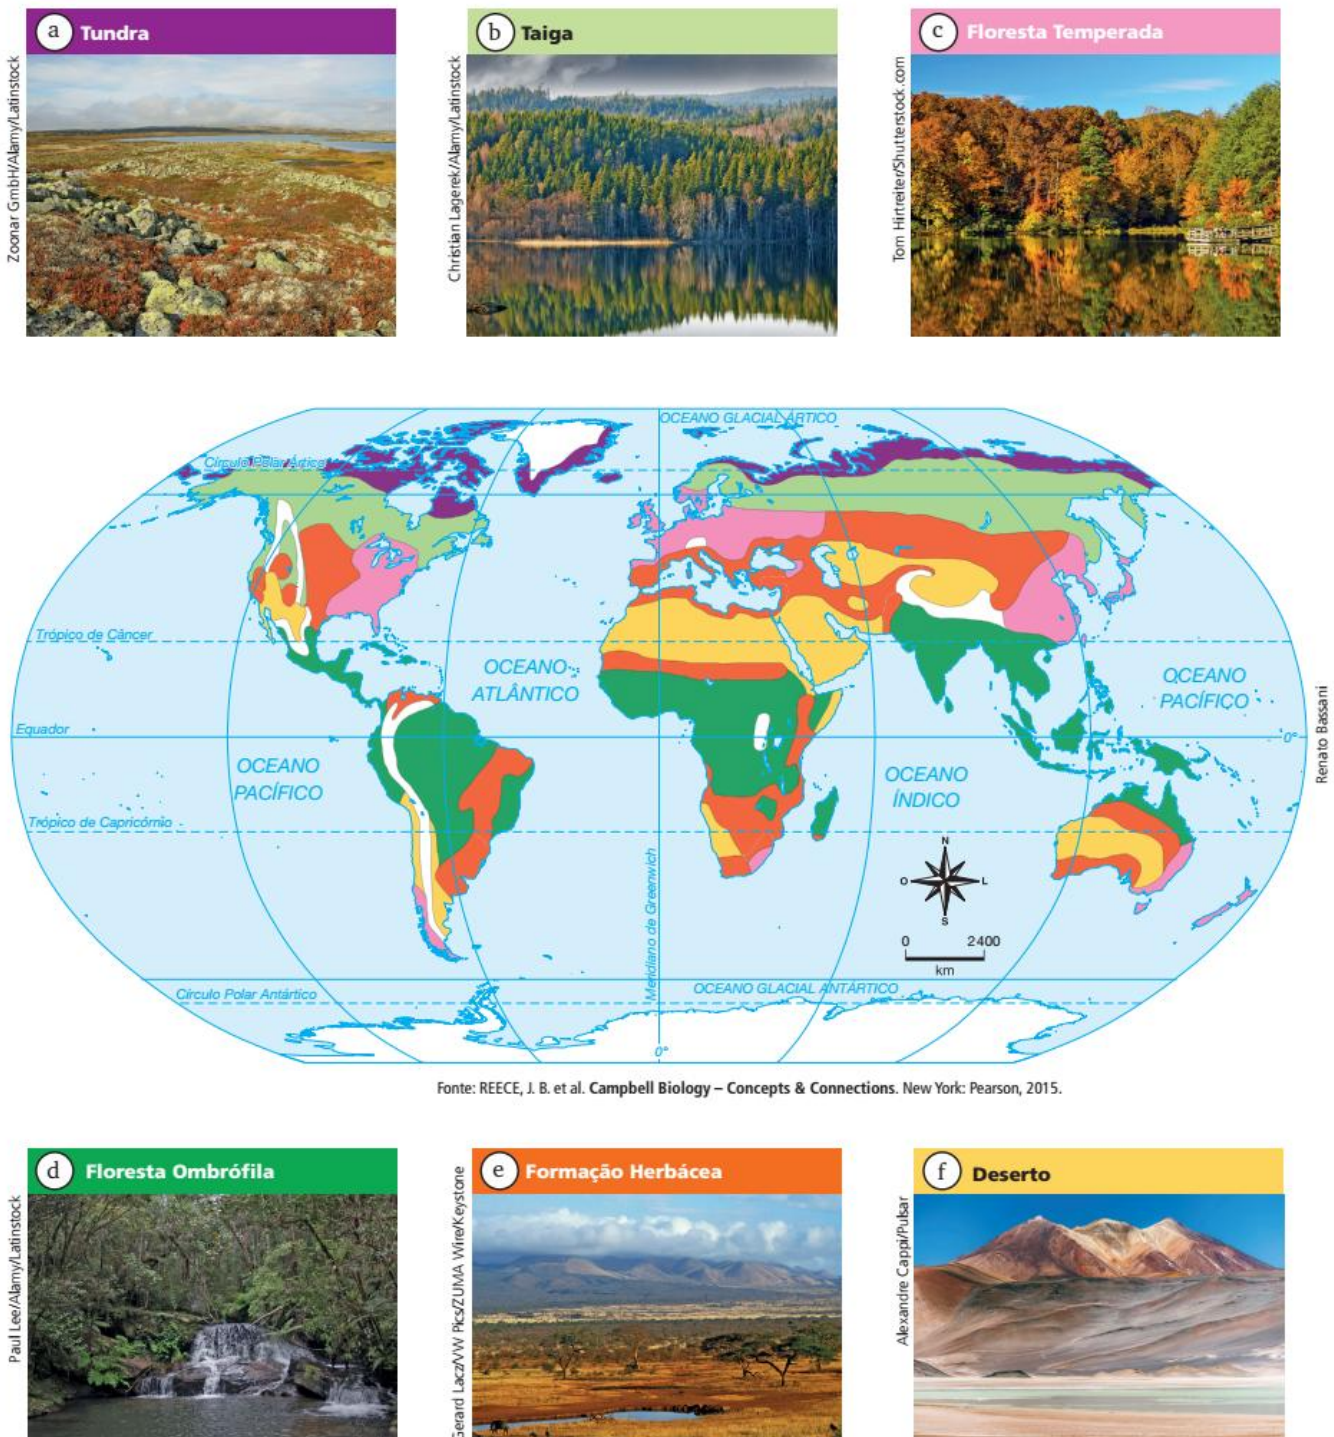 a Tundra
b Taiga
c Floresta Temperada
Zoonar GmbH/Alamy/Latinstock
Christian Lagerek/Alamy/Latinstock
Tom Hirtreiter/Shutterstock.com
OCEANO GLACIAL ÁRTICO
Círculo Polar Ártico
Trópico de Câncer
OCEANO
ATLÂNTICO
OCEANO
PACÍFICO
Equador
0°
OCEANO
PACÍFICO
OCEANO
ÍNDICO
Trópico de Capricórnio
N
O
L
S
0 2400
km
Meridiano de Greenwich
Círculo Polar Antártico
OCEANO GLACIAL ANTÁRTICO
0°
Renato Bassani
Fonte: REECE, J. B. et al. Campbell Biology – Concepts & Connections. New York: Pearson, 2015.
d Floresta Ombrófila
e Formação Herbácea
f Deserto
Paul Lee/Alamy/Latinstock
Gerard Lacz/VW Pics/ZUMA Wire/Keystone
Alexandre Cappi/Pulsar